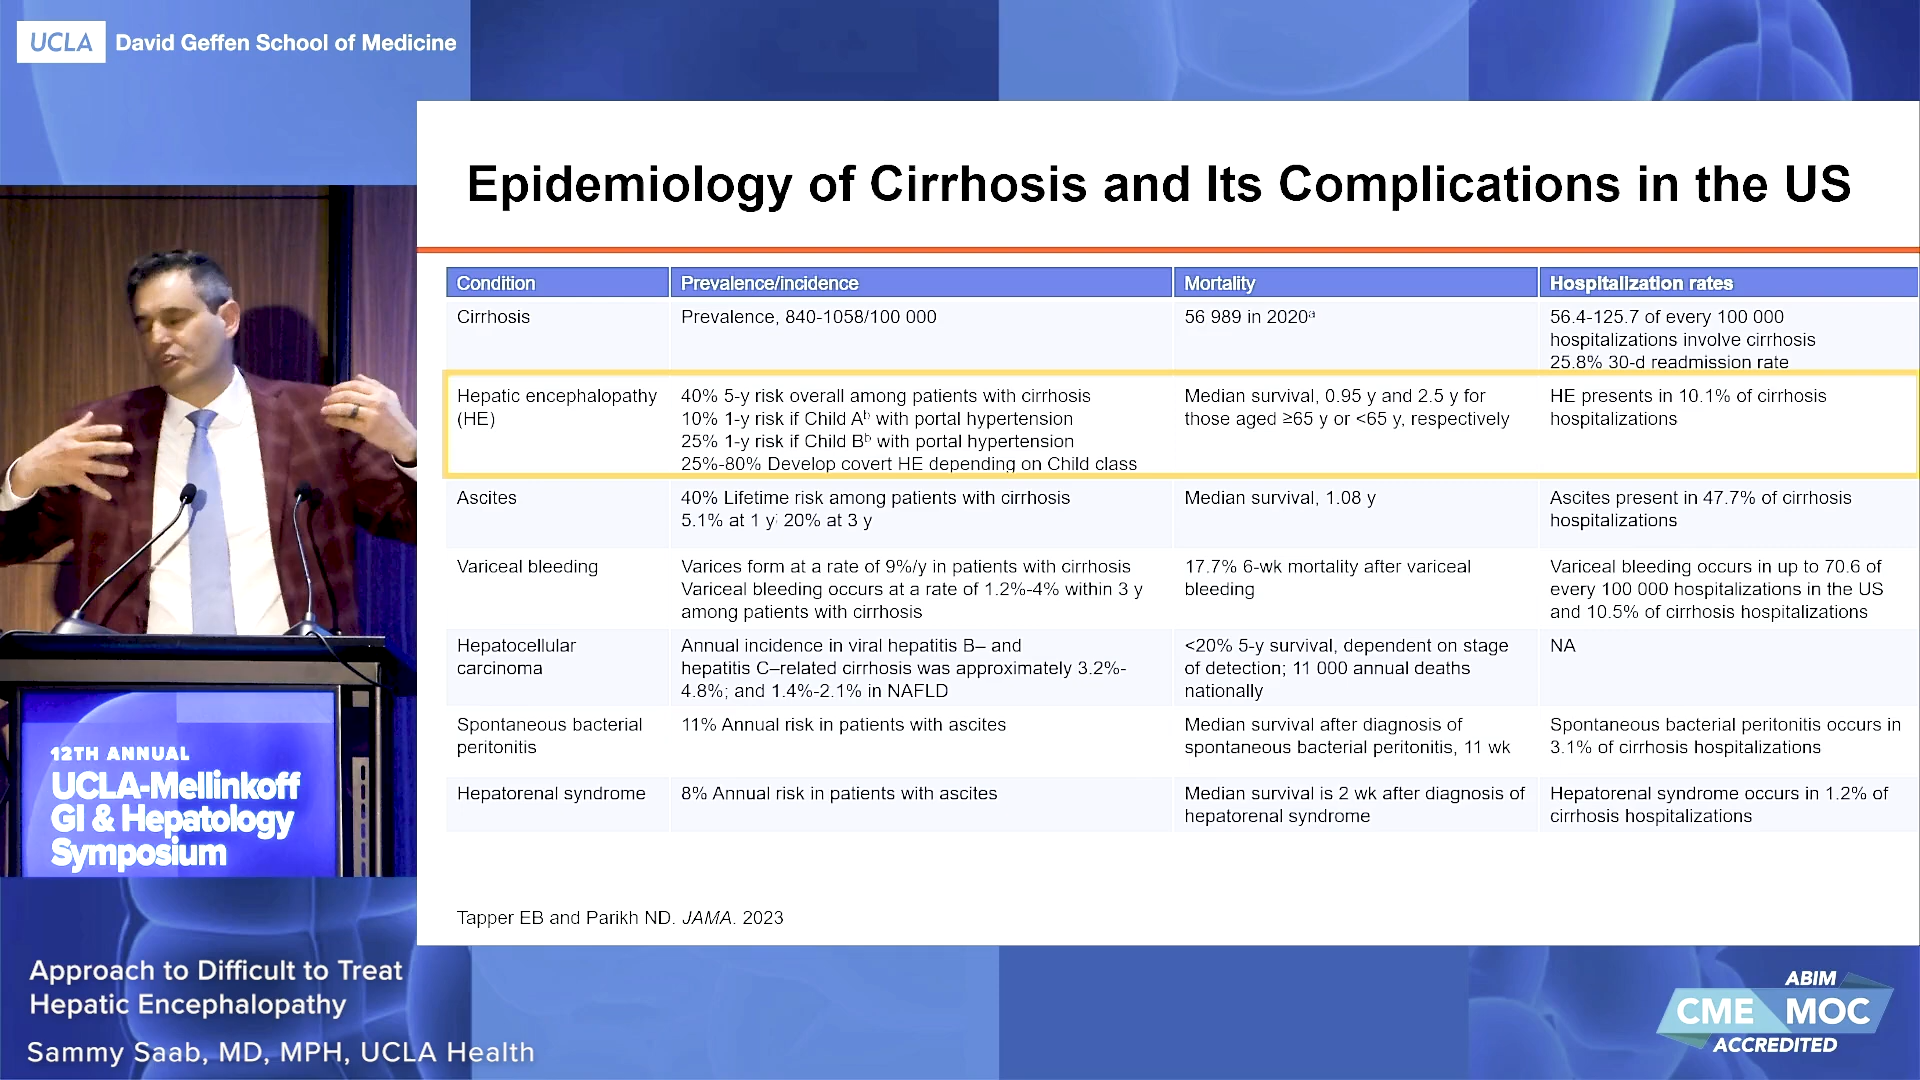 UCLA David Geffen School of Medicine
Epidemiology of Cirrhosis and Its Complications in the US
Condition Prevalence/incidence Mortality Hospitalization rates
Cirrhosis Prevalence, 840-1058/100 000 56 989 in 2020ᵃ 56.4-125.7 of every 100 000
hospitalizations involve cirrhosis
25.8% 30-d readmission rate
Hepatic encephalopathy 40% 5-y risk overall among patients with cirrhosis Median survival, 0.95 y and 2.5 y for HE presents in 10.1% of cirrhosis
(HE) 10% 1-y risk if Child Aᵇ with portal hypertension those aged ≥65 y or <65 y, respectively hospitalizations
25% 1-y risk if Child Bᵇ with portal hypertension
25%-80% Develop covert HE depending on Child class
Ascites 40% Lifetime risk among patients with cirrhosis Median survival, 1.08 y Ascites present in 47.7% of cirrhosis
5.1% at 1 y; 20% at 3 y hospitalizations
Variceal bleeding Varices form at a rate of 9%/y in patients with cirrhosis 17.7% 6-wk mortality after variceal Variceal bleeding occurs in up to 70.6 of
Variceal bleeding occurs at a rate of 1.2%-4% within 3 y bleeding every 100 000 hospitalizations in the US
among patients with cirrhosis and 10.5% of cirrhosis hospitalizations
Hepatocellular Annual incidence in viral hepatitis B– and <20% 5-y survival, dependent on stage NA
carcinoma hepatitis C–related cirrhosis was approximately 3.2%- of detection; 11 000 annual deaths
4.8%; and 1.4%-2.1% in NAFLD nationally
Spontaneous bacterial 11% Annual risk in patients with ascites Median survival after diagnosis of Spontaneous bacterial peritonitis occurs in
peritonitis spontaneous bacterial peritonitis, 11 wk 3.1% of cirrhosis hospitalizations
Hepatorenal syndrome 8% Annual risk in patients with ascites Median survival is 2 wk after diagnosis of Hepatorenal syndrome occurs in 1.2% of
hepatorenal syndrome cirrhosis hospitalizations
Tapper EB and Parikh ND. JAMA. 2023
12TH ANNUAL
UCLA-Mellinkoff
GI & Hepatology
Symposium
Approach to Difficult to Treat
Hepatic Encephalopathy
Sammy Saab, MD, MPH, UCLA Health
ABIM
CME MOC
ACCREDITED